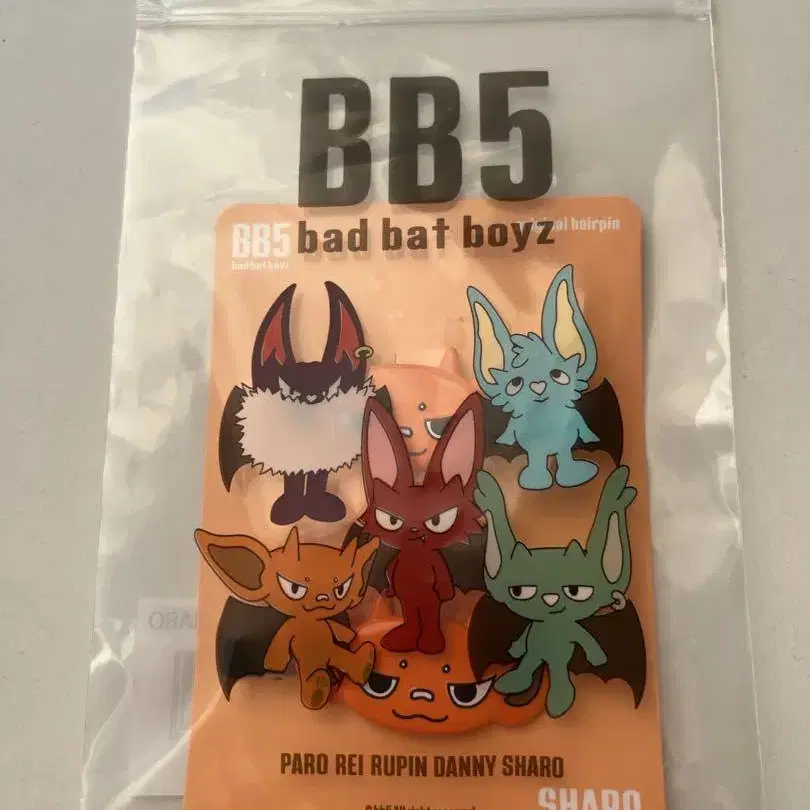 BB5
bad bat boyz
BB5
bad bat boyz
hairpin
PARO REI RUPIN DANNY SHARO
SHARO